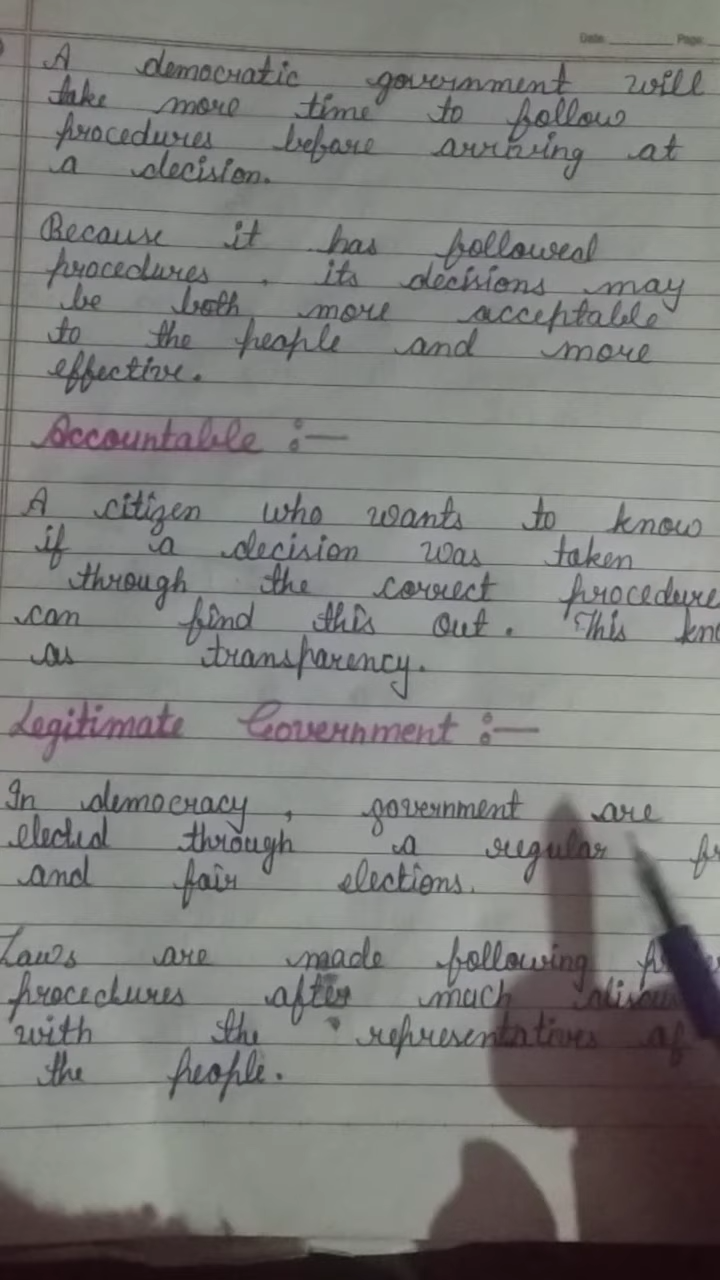 Date: Page:
A democratic government will
take more time to follow
procedures before arriving at
a decision.
Because it has followed
procedures, its decisions may
be both more acceptable
to the people and more
effective.
Accountable :—
A citizen who wants to know
if a decision was taken
through the correct procedure
can find this out. This
as transparency.
Legitimate Government :—
In democracy, government are
elected through a regular
and fair elections.
Laws are made following
procedures after much
with the representatives of
the people.